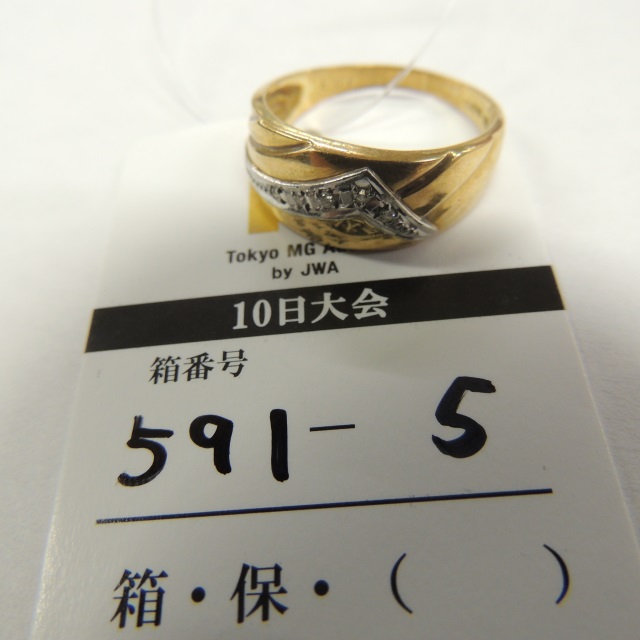 Tokyo MG
by JWA
10日大会
箱番号
591-5
箱・保・(　　)